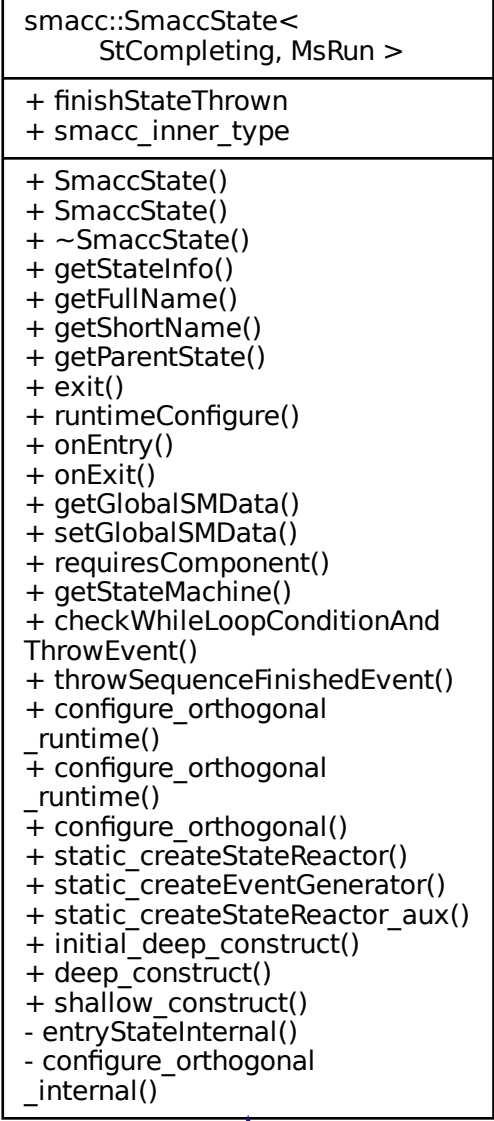 smacc::SmaccState<
StCompleting, MsRun >
+ finishStateThrown
+ smacc_inner_type
+ SmaccState()
+ SmaccState()
+ ~SmaccState()
+ getStateInfo()
+ getFullName()
+ getShortName()
+ getParentState()
+ exit()
+ runtimeConfigure()
+ onEntry()
+ onExit()
+ getGlobalSMData()
+ setGlobalSMData()
+ requiresComponent()
+ getStateMachine()
+ checkWhileLoopConditionAnd
ThrowEvent()
+ throwSequenceFinishedEvent()
+ configure_orthogonal
_runtime()
+ configure_orthogonal
_runtime()
+ configure_orthogonal()
+ static_createStateReactor()
+ static_createEventGenerator()
+ static_createStateReactor_aux()
+ initial_deep_construct()
+ deep_construct()
+ shallow_construct()
- entryStateInternal()
- configure_orthogonal
_internal()